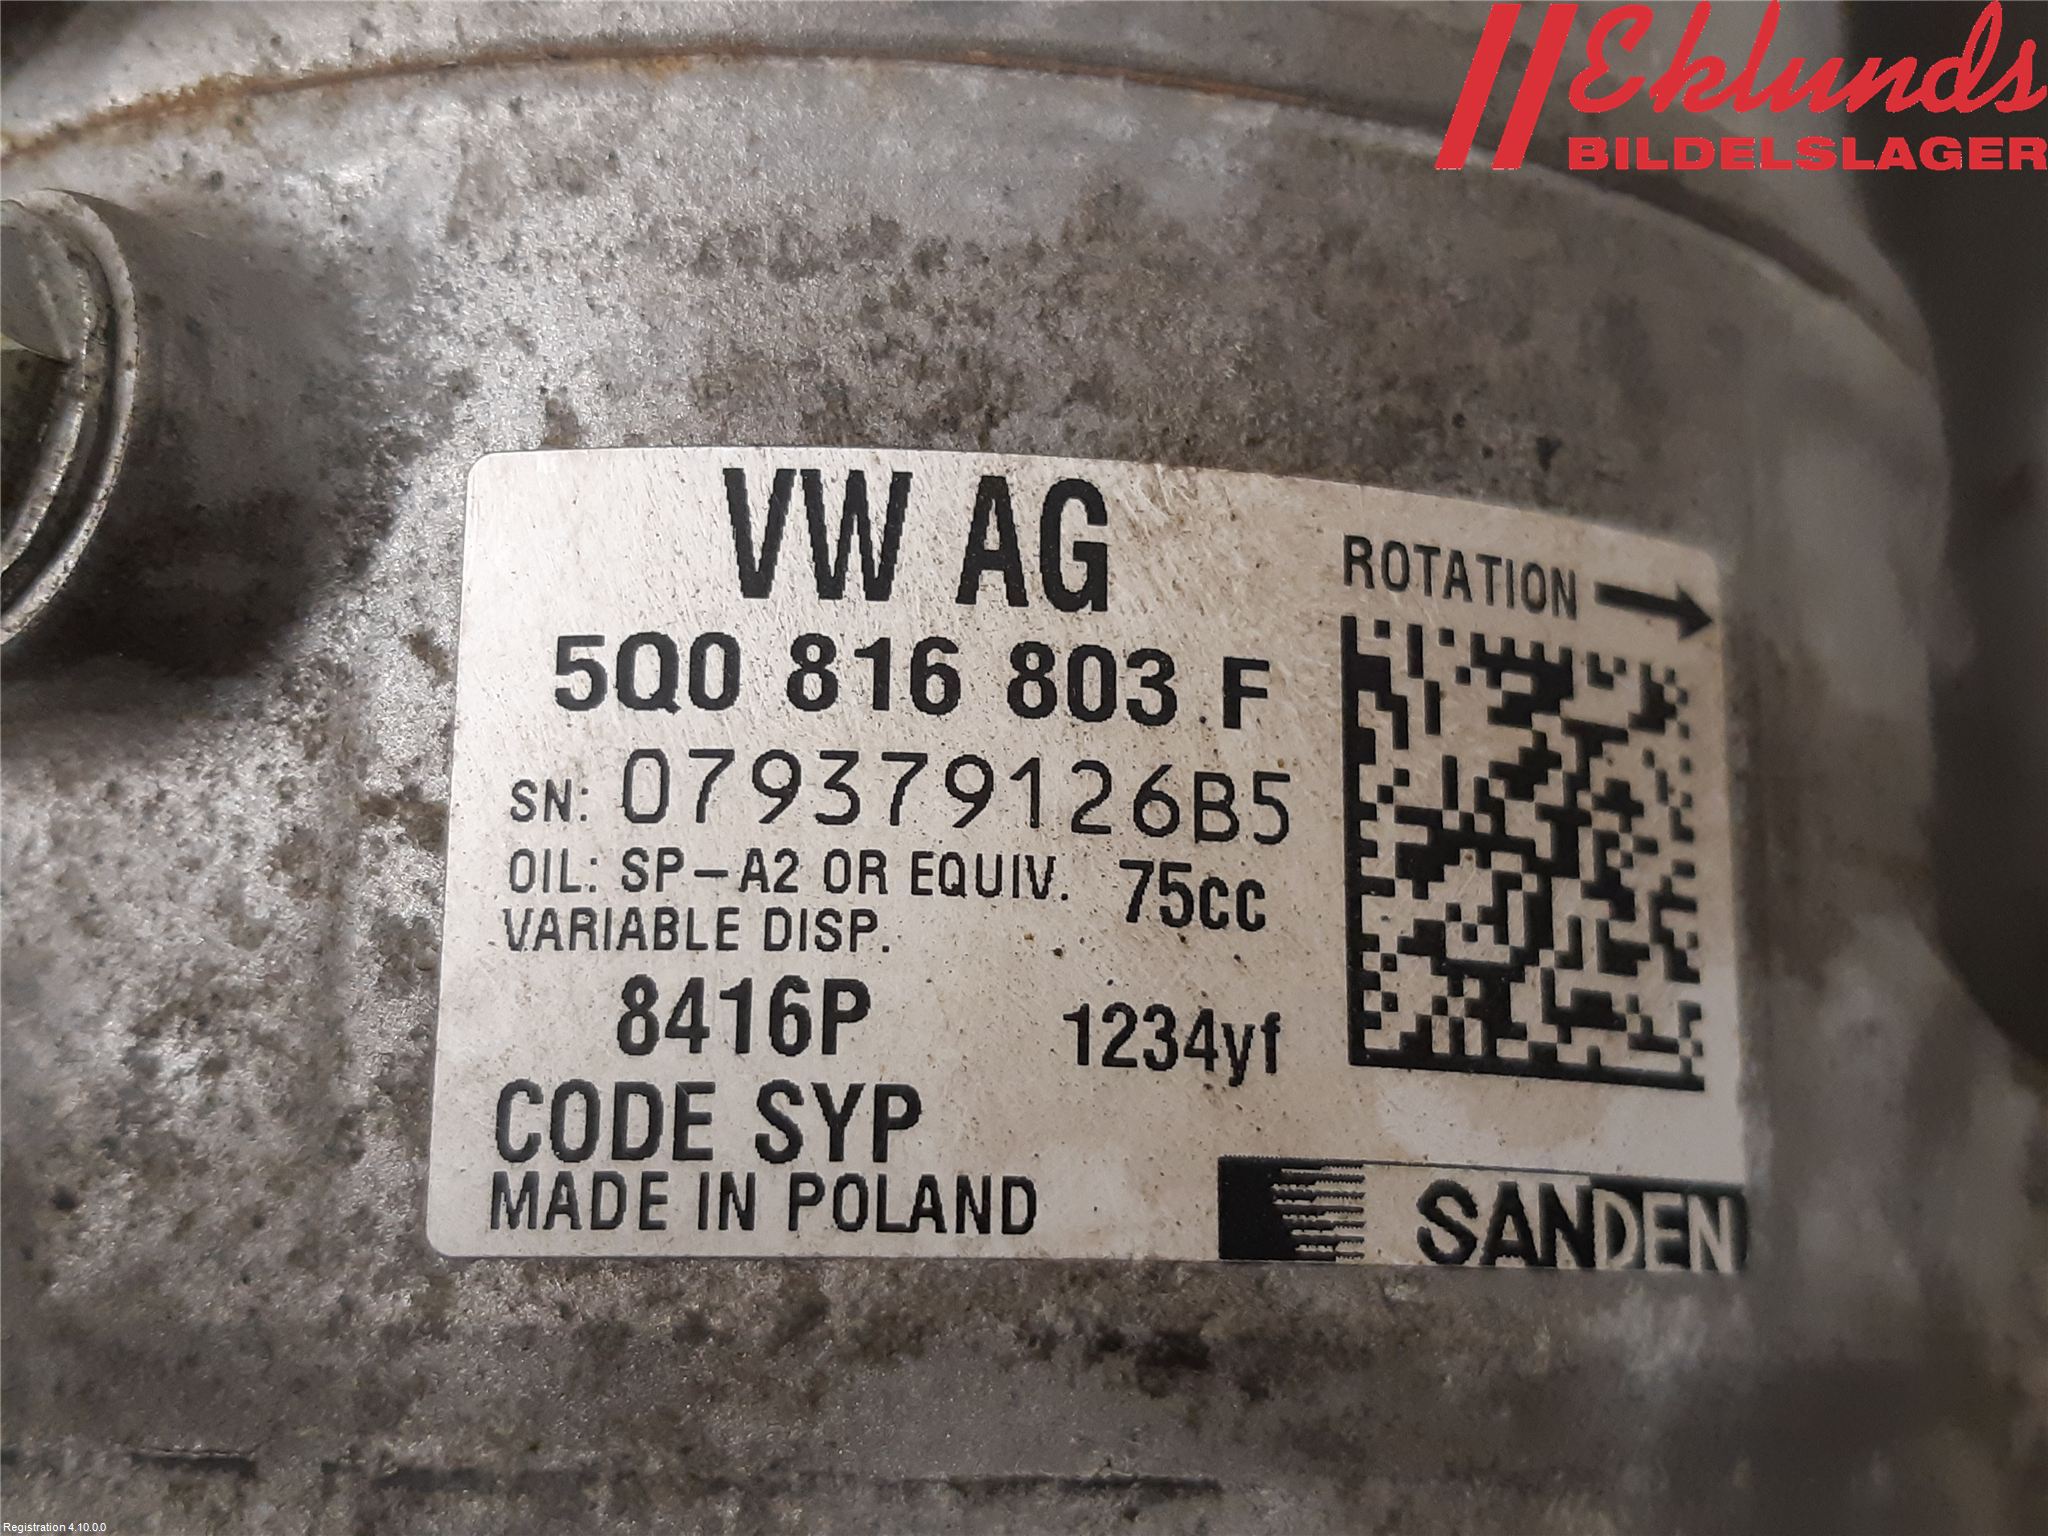 Eklunds
BILDELSLAGER
VW AG
ROTATION
5Q0 816 803 F
SN: 079379126B5
OIL: SP-A2 OR EQUIV. 75cc
VARIABLE DISP.
8416P 1234yf
CODE SYP
MADE IN POLAND
SANDEN
Registration 4.10.0.0